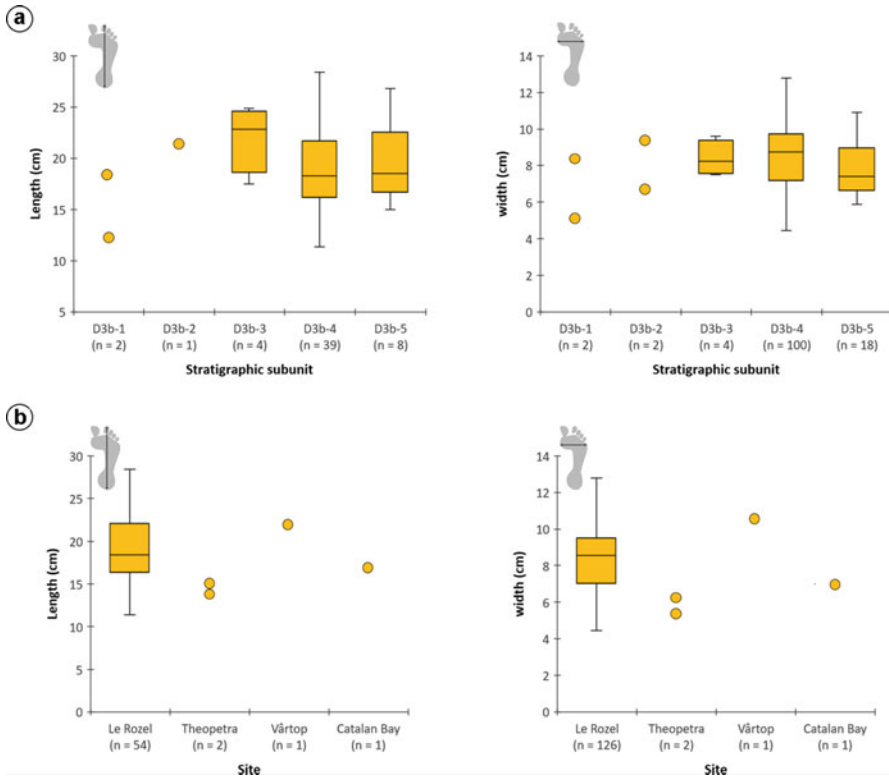 a
30
25
20
15
10
5
Length (cm)
D3b-1 D3b-2 D3b-3 D3b-4 D3b-5
(n = 2) (n = 1) (n = 4) (n = 39) (n = 8)
Stratigraphic subunit
14
12
10
8
6
4
2
0
width (cm)
D3b-1 D3b-2 D3b-3 D3b-4 D3b-5
(n = 2) (n = 2) (n = 4) (n = 100) (n = 18)
Stratigraphic subunit
b
30
25
20
15
10
5
0
Length (cm)
Le Rozel Theopetra Vârtop Catalan Bay
(n = 54) (n = 2) (n = 1) (n = 1)
Site
14
12
10
8
6
4
2
0
width (cm)
Le Rozel Theopetra Vârtop Catalan Bay
(n = 126) (n = 2) (n = 1) (n = 1)
Site